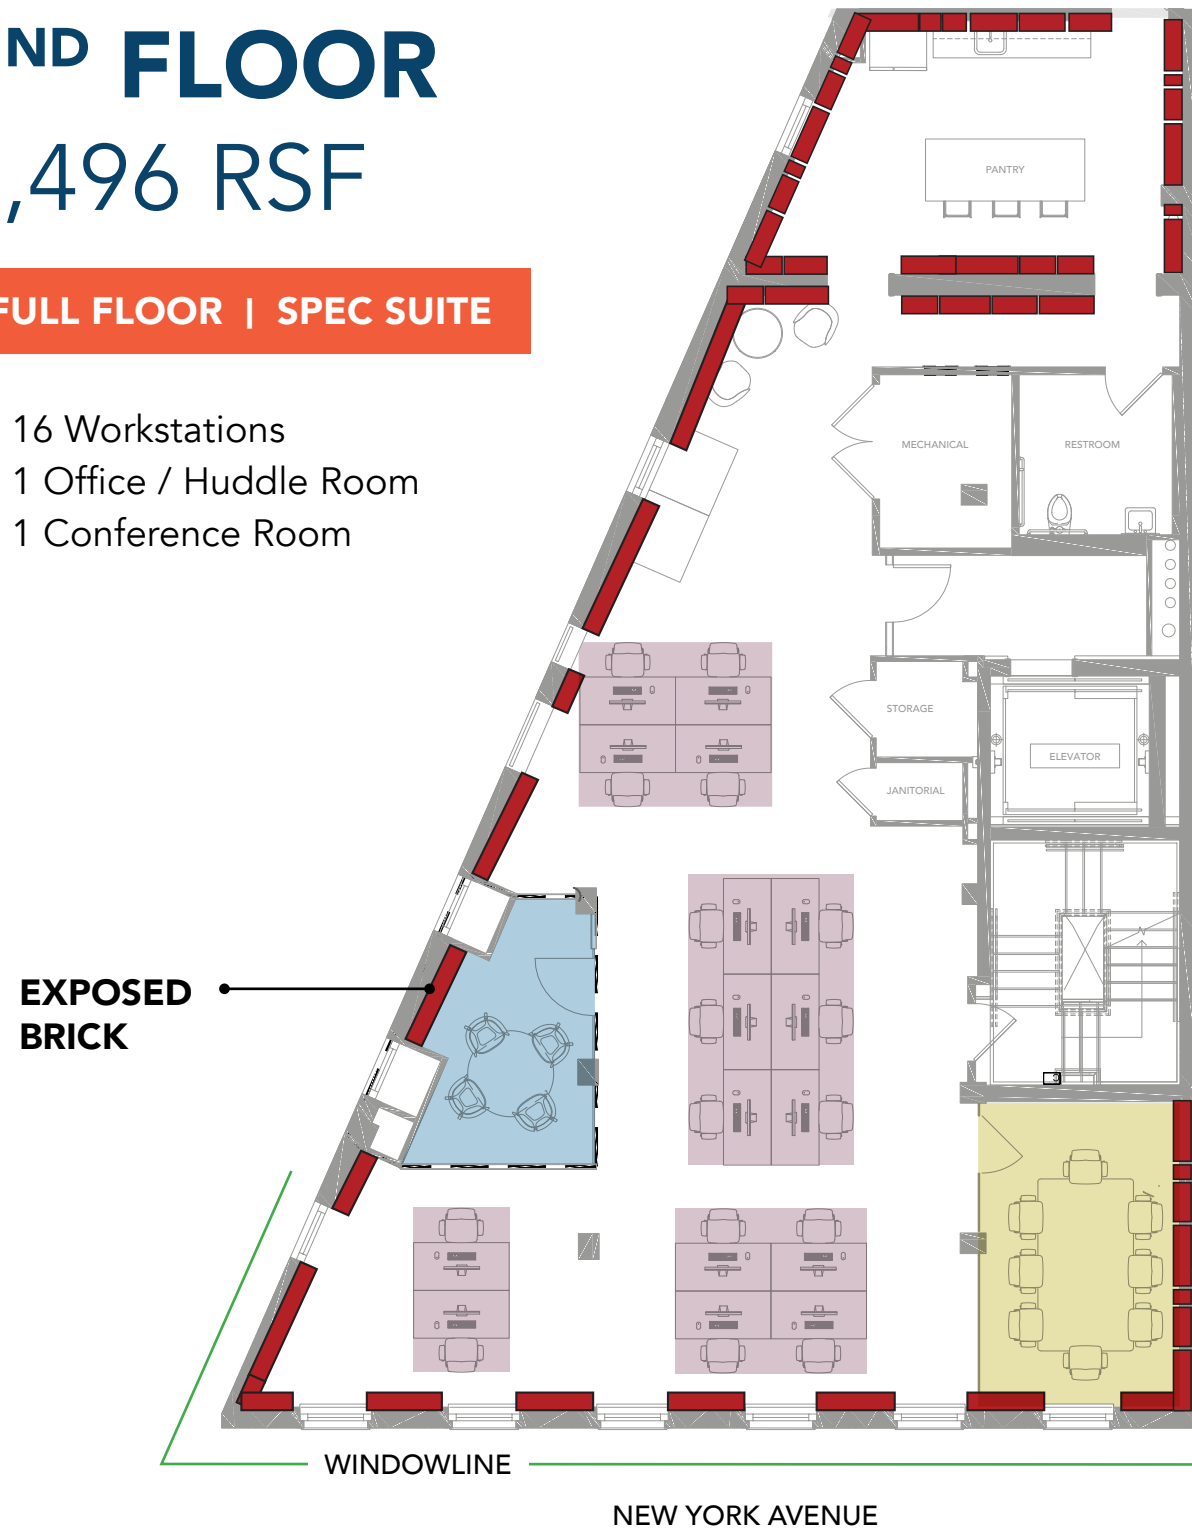 ND FLOOR
,496 RSF
FULL FLOOR | SPEC SUITE
16 Workstations
1 Office / Huddle Room
1 Conference Room
PANTRY
MECHANICAL
RESTROOM
STORAGE
ELEVATOR
JANITORIAL
EXPOSED
BRICK
WINDOWLINE
NEW YORK AVENUE